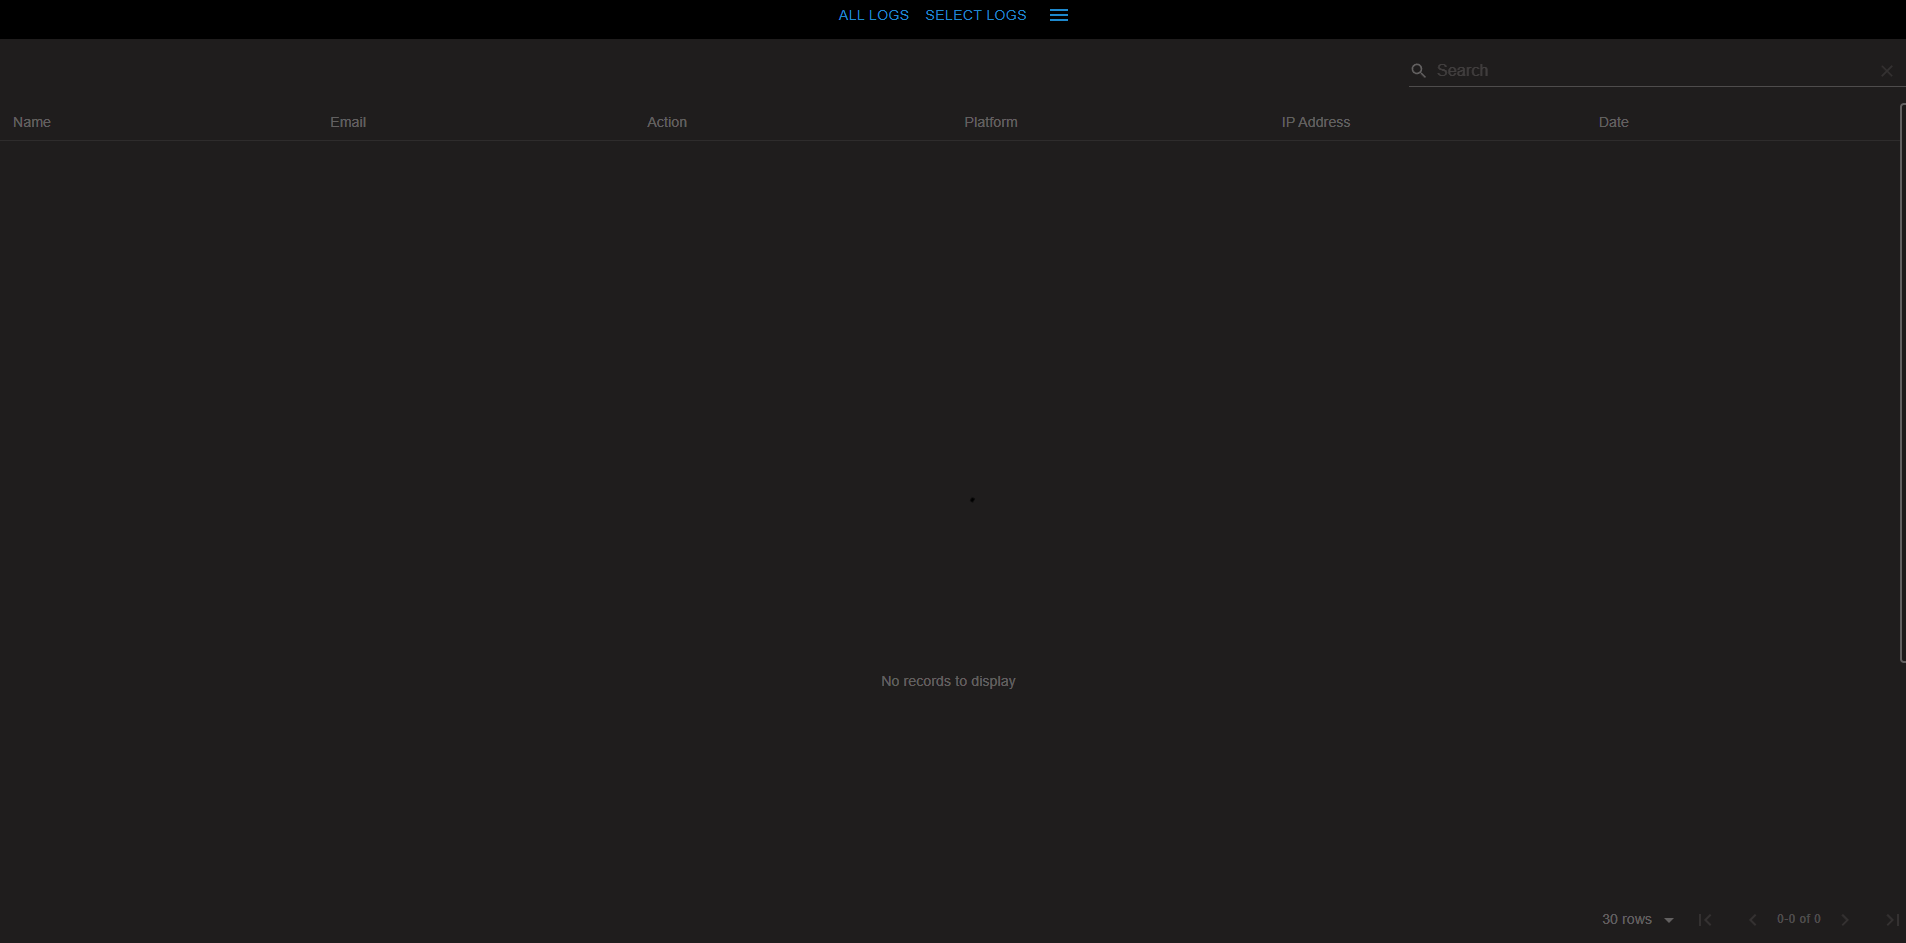 ALL LOGS SELECT LOGS
Search
Name Email Action Platform IP Address Date
No records to display
30 rows 0-0 of 0